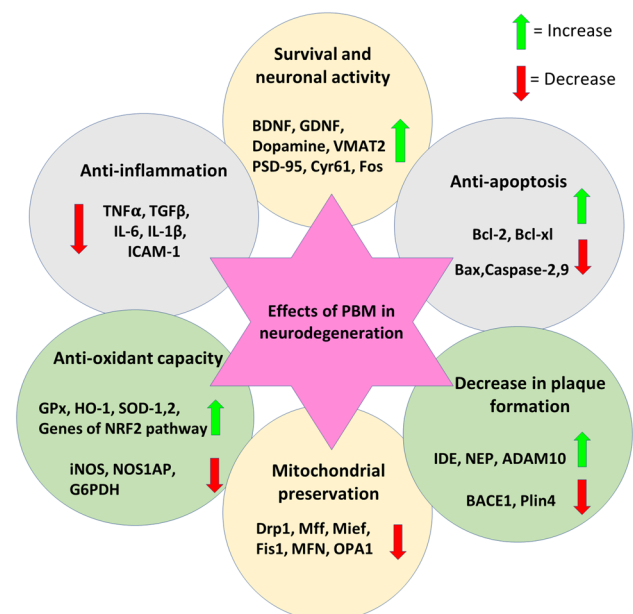 = Increase
= Decrease
Survival and
neuronal activity
BDNF, GDNF,
Dopamine, VMAT2
PSD-95, Cyr61, Fos
Anti-inflammation
TNFα, TGFβ,
IL-6, IL-1β,
ICAM-1
Anti-apoptosis
Bcl-2, Bcl-xl
Bax,Caspase-2,9
Effects of PBM in
neurodegeneration
Anti-oxidant capacity
GPx, HO-1, SOD-1,2,
Genes of NRF2 pathway
iNOS, NOS1AP,
G6PDH
Decrease in plaque
formation
IDE, NEP, ADAM10
BACE1, Plin4
Mitochondrial
preservation
Drp1, Mff, Mief,
Fis1, MFN, OPA1